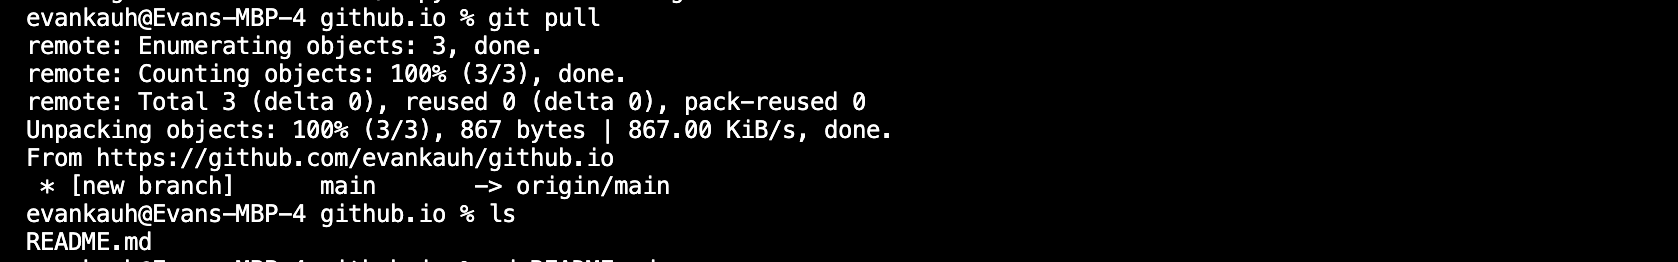 evankauh@Evans-MBP-4 github.io % git pull
remote: Enumerating objects: 3, done.
remote: Counting objects: 100% (3/3), done.
remote: Total 3 (delta 0), reused 0 (delta 0), pack-reused 0
Unpacking objects: 100% (3/3), 867 bytes | 867.00 KiB/s, done.
From https://github.com/evankauh/github.io
 * [new branch]      main       -> origin/main
evankauh@Evans-MBP-4 github.io % ls
README.md